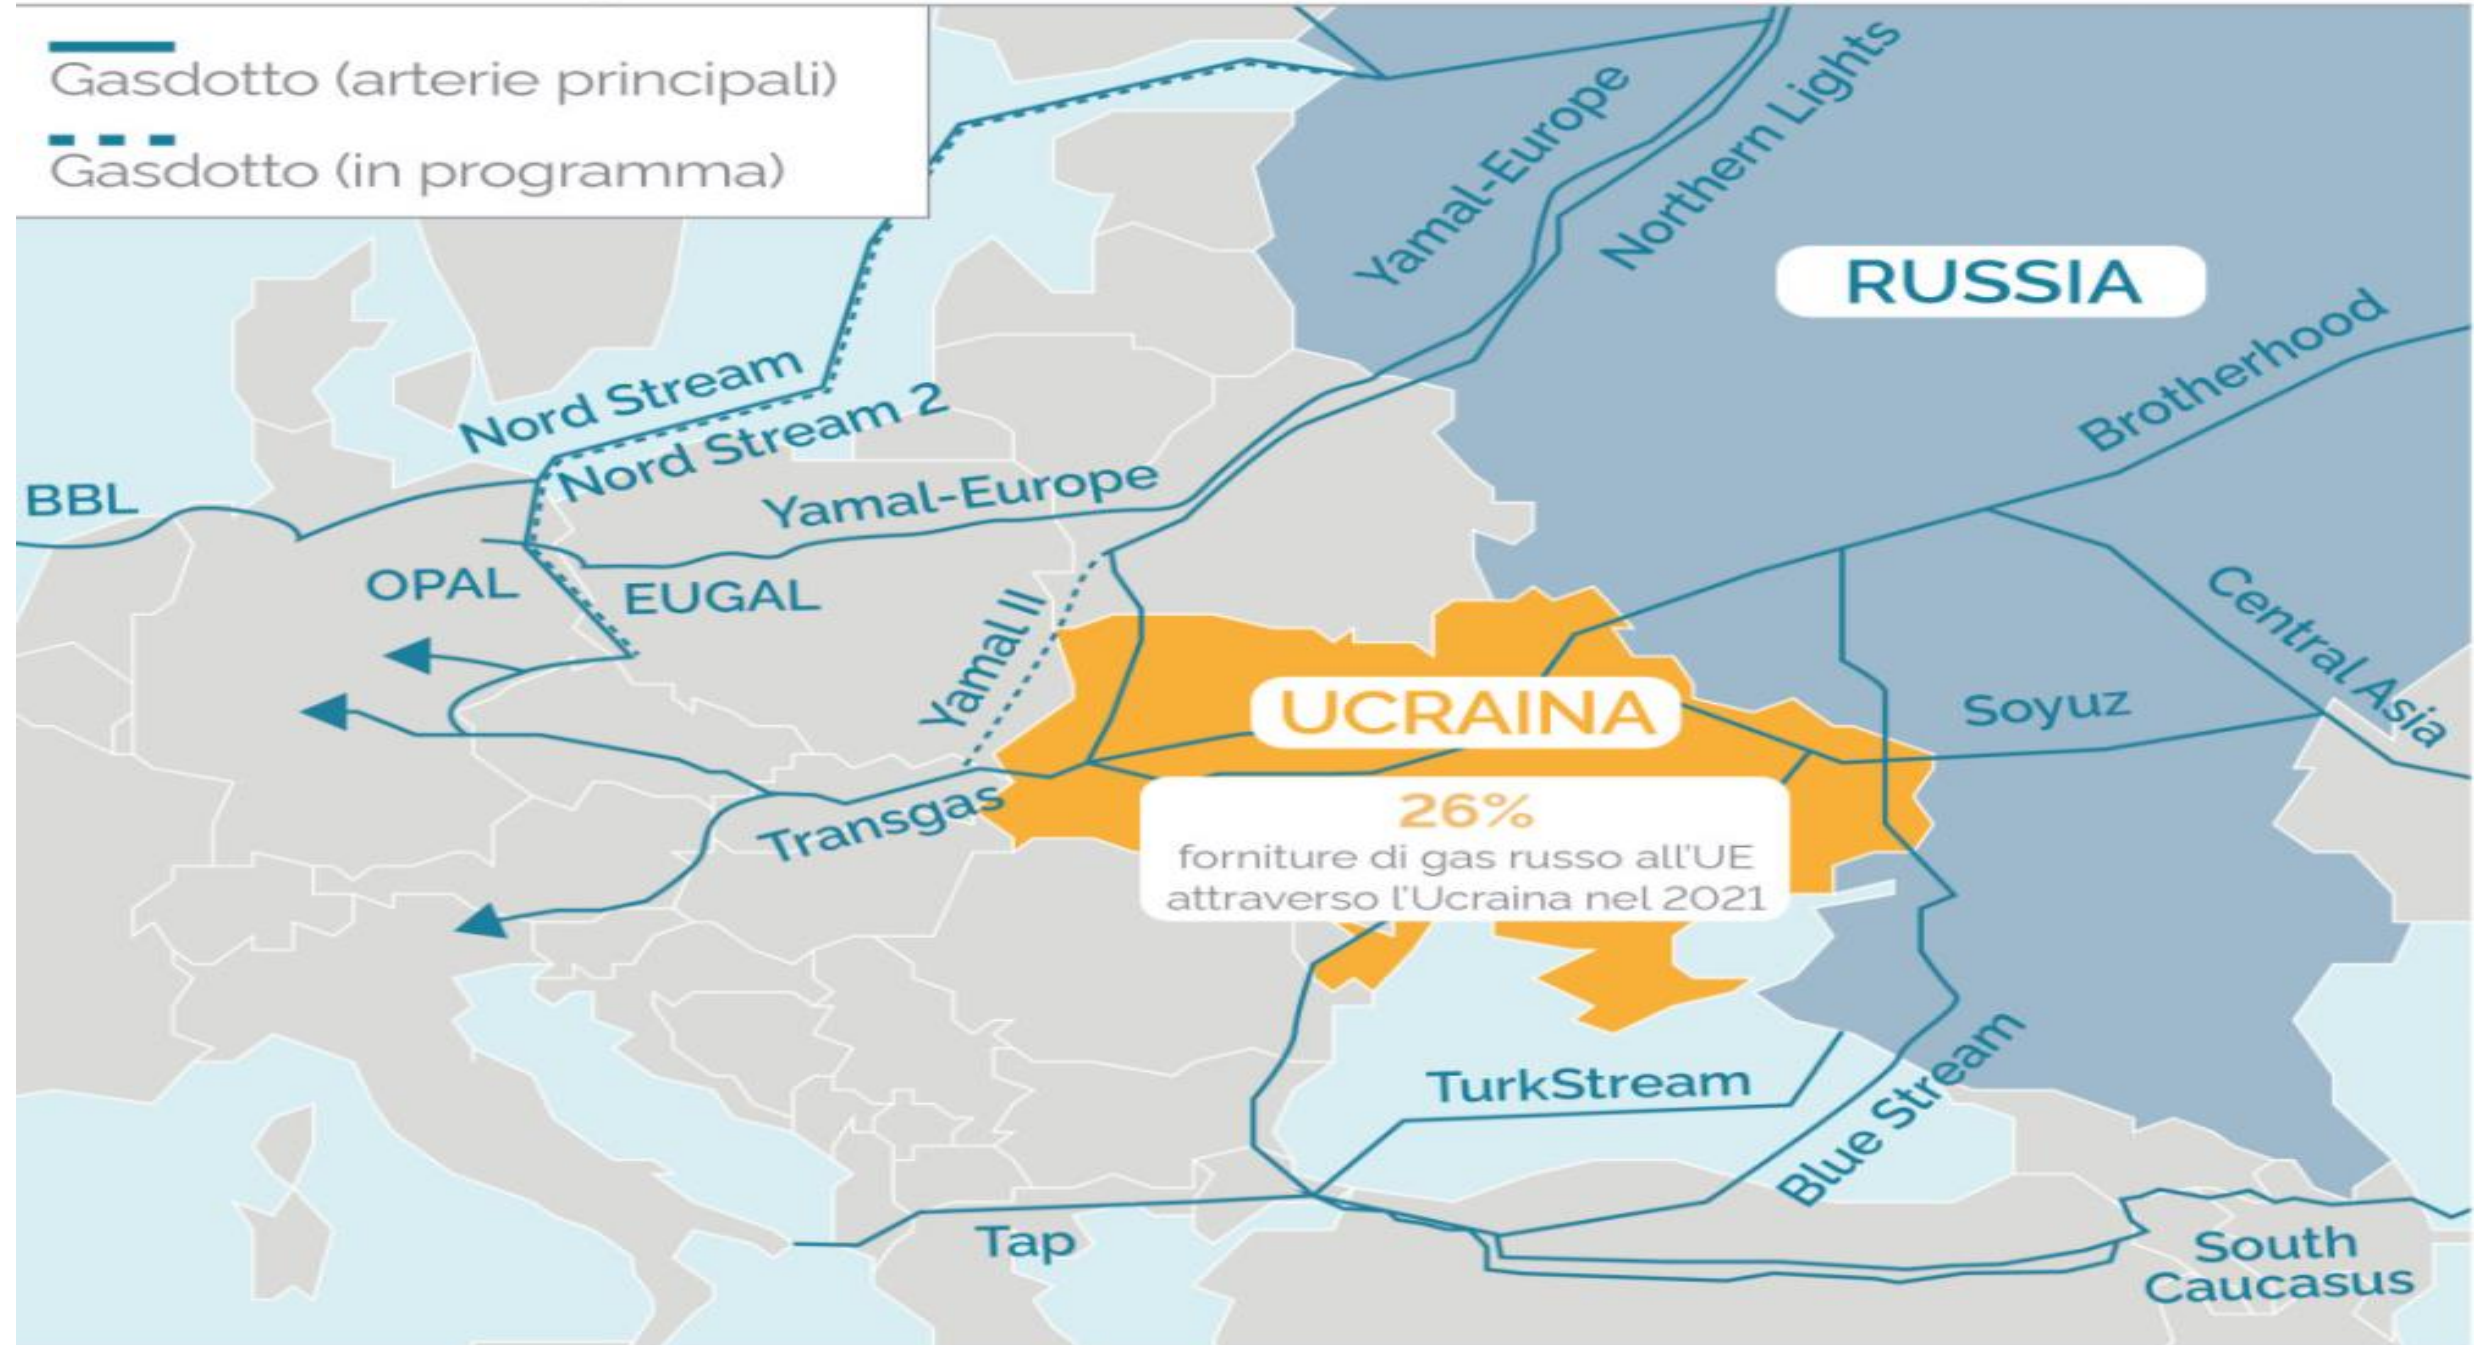 Gasdotto (arterie principali)
Gasdotto (in programma)
Yamal-Europe
Northern Lights
RUSSIA
Brotherhood
Nord Stream
Nord Stream 2
BBL
Yamal-Europe
OPAL
EUGAL
Yamal II
Central Asia
Soyuz
UCRAINA
Transgas
26%
forniture di gas russo all'UE
attraverso l'Ucraina nel 2021
TurkStream
Blue Stream
Tap
South
Caucasus